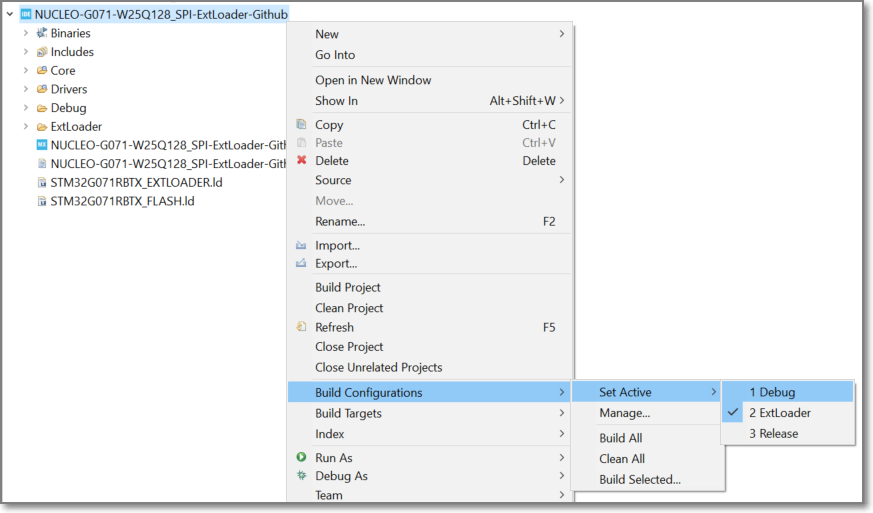 IDE NUCLEO-G071-W25Q128_SPI-ExtLoader-Github
Binaries
Includes
Core
Drivers
Debug
ExtLoader
MX NUCLEO-G071-W25Q128_SPI-ExtLoader-Gith
NUCLEO-G071-W25Q128_SPI-ExtLoader-Gith
STM32G071RBTX_EXTLOADER.ld
STM32G071RBTX_FLASH.ld
New
Go Into
Open in New Window
Show In Alt+Shift+W
Copy Ctrl+C
Paste Ctrl+V
Delete Delete
Source
Move...
Rename... F2
Import...
Export...
Build Project
Clean Project
Refresh F5
Close Project
Close Unrelated Projects
Build Configurations
Build Targets
Index
Run As
Debug As
Team
Set Active
Manage...
Build All
Clean All
Build Selected...
1 Debug
2 ExtLoader
3 Release